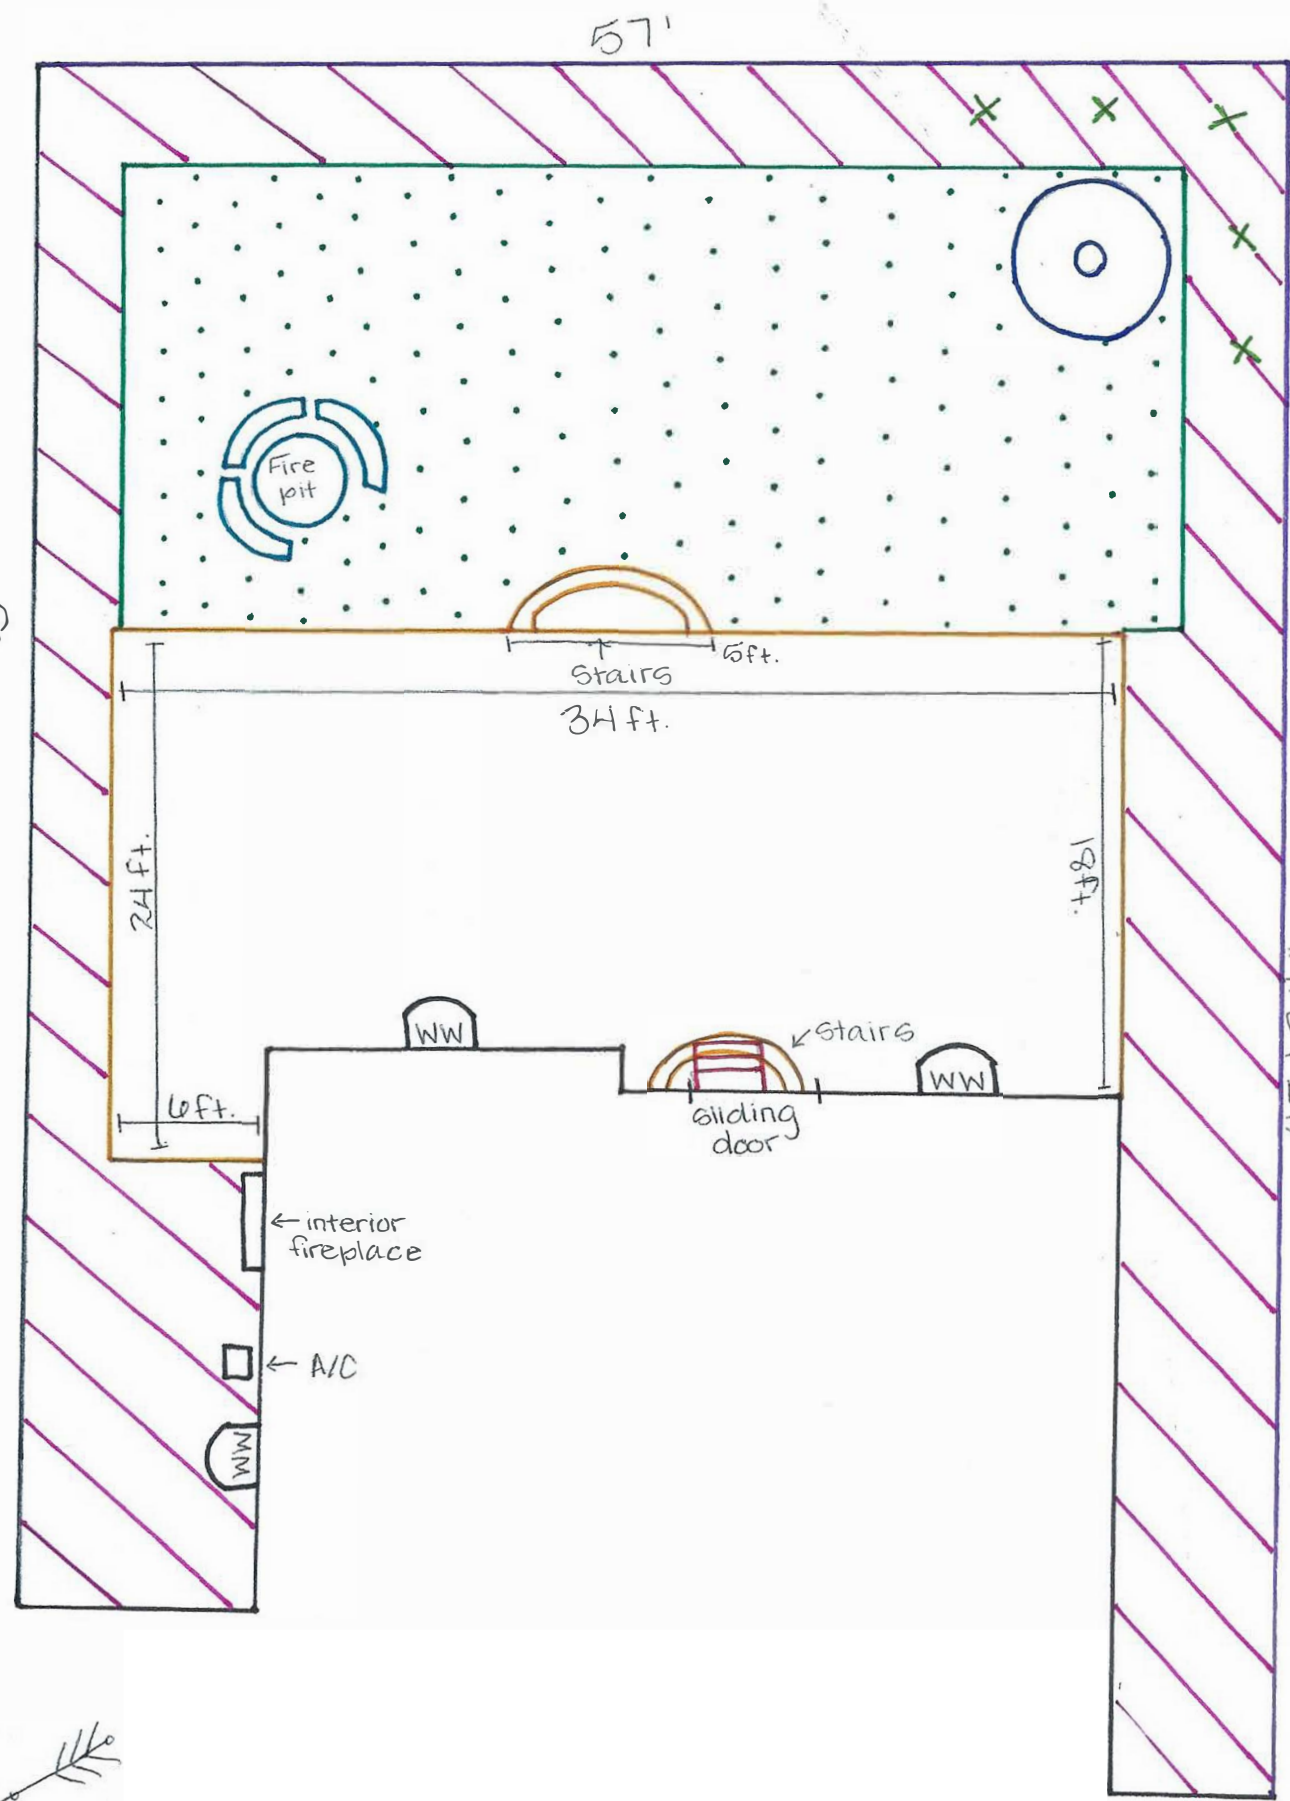 57'
Fire
pit
5ft.
Stairs
34 ft.
24 ft.
18ft.
WW
Stairs
WW
6ft.
sliding
door
interior
fireplace
A/C
WW